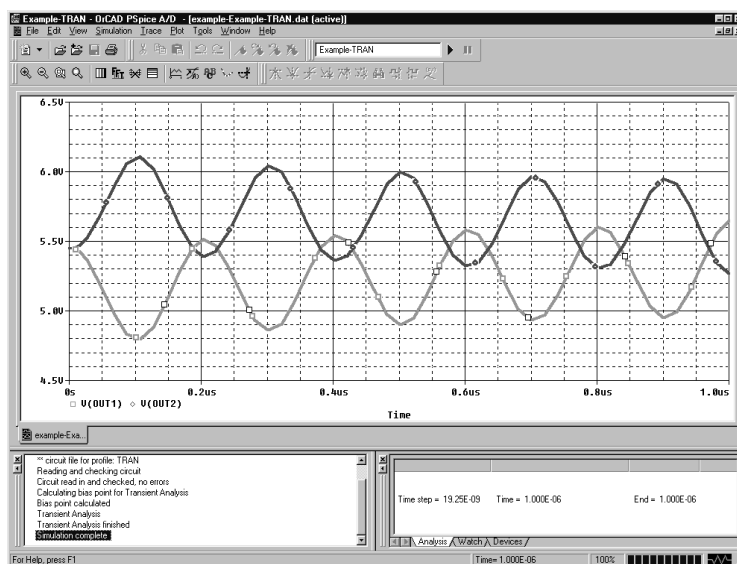 Example-TRAN - OrCAD PSpice A/D - [example-Example-TRAN.dat (active)]
File Edit View Simulation Trace Plot Tools Window Help
Example-TRAN
6.5V
6.0V
5.5V
5.0V
4.5V
0s 0.2us 0.4us 0.6us 0.8us 1.0us
V(OUT1) V(OUT2)
Time
example-Exa...
** circuit file for profile: TRAN
Reading and checking circuit
Circuit read in and checked, no errors
Calculating bias point for Transient Analysis
Bias point calculated
Transient Analysis
Transient Analysis finished
Simulation complete
Time step = 19.25E-09 Time = 1.000E-06 End = 1.000E-06
Analysis Watch Devices
For Help, press F1 Time= 1.000E-06 100%